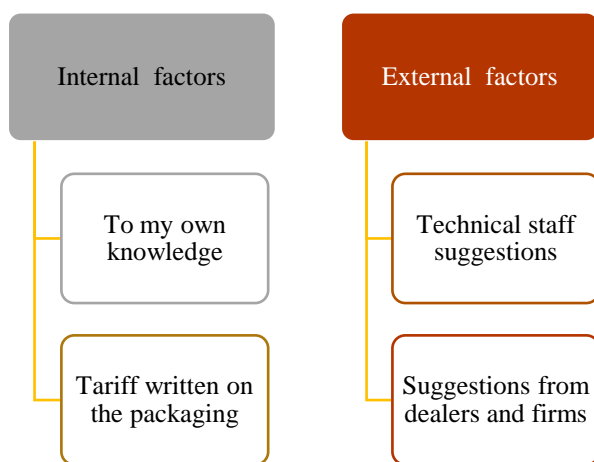 Internal factors
To my own
knowledge
Tariff written on
the packaging
External factors
Technical staff
suggestions
Suggestions from
dealers and firms